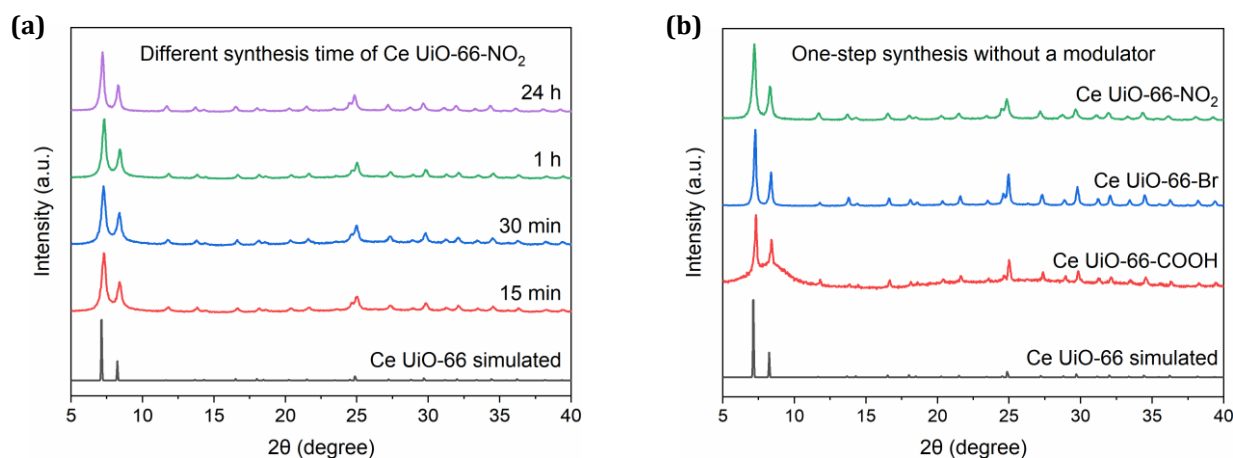 (a)
Different synthesis time of Ce UiO-66-NO₂
24 h
1 h
30 min
15 min
Ce UiO-66 simulated
Intensity (a.u.)
5 10 15 20 25 30 35 40
2θ (degree)
(b)
One-step synthesis without a modulator
Ce UiO-66-NO₂
Ce UiO-66-Br
Ce UiO-66-COOH
Ce UiO-66 simulated
Intensity (a.u.)
5 10 15 20 25 30 35 40
2θ (degree)